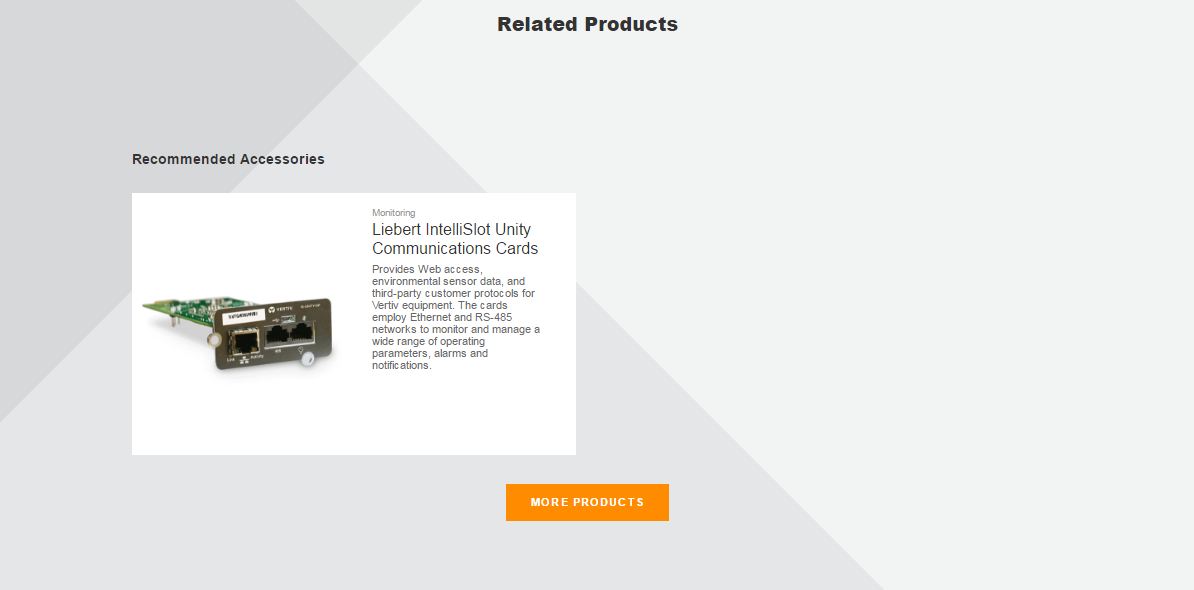 Related Products
Recommended Accessories
Monitoring
Liebert IntelliSlot Unity
Communications Cards
Provides Web access,
environmental sensor data, and
third-party customer protocols for
Vertiv equipment. The cards
employ Ethernet and RS-485
networks to monitor and manage a
wide range of operating
parameters, alarms and
notifications.
VERTIV
MORE PRODUCTS